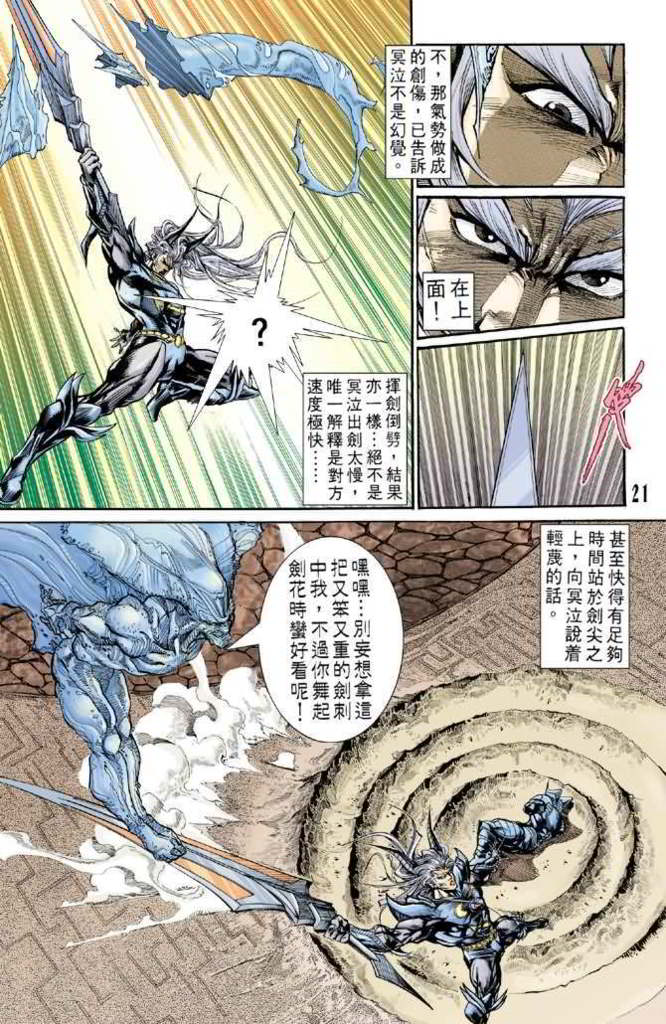 不，那氣勢做成
的創傷，已告訴
冥泣不是幻覺。
在上
面！
？
揮劍倒劈，結果
亦一樣…絕不是
冥泣出劍太慢，
唯一解釋是對方
速度極快……
21
甚至快得有足夠
時間站於劍尖之
上，向冥泣說着
輕蔑的話。
嘿嘿…別妄想拿這
把又笨又重的劍刺
中我，不過你舞起
劍花時蠻好看呢！